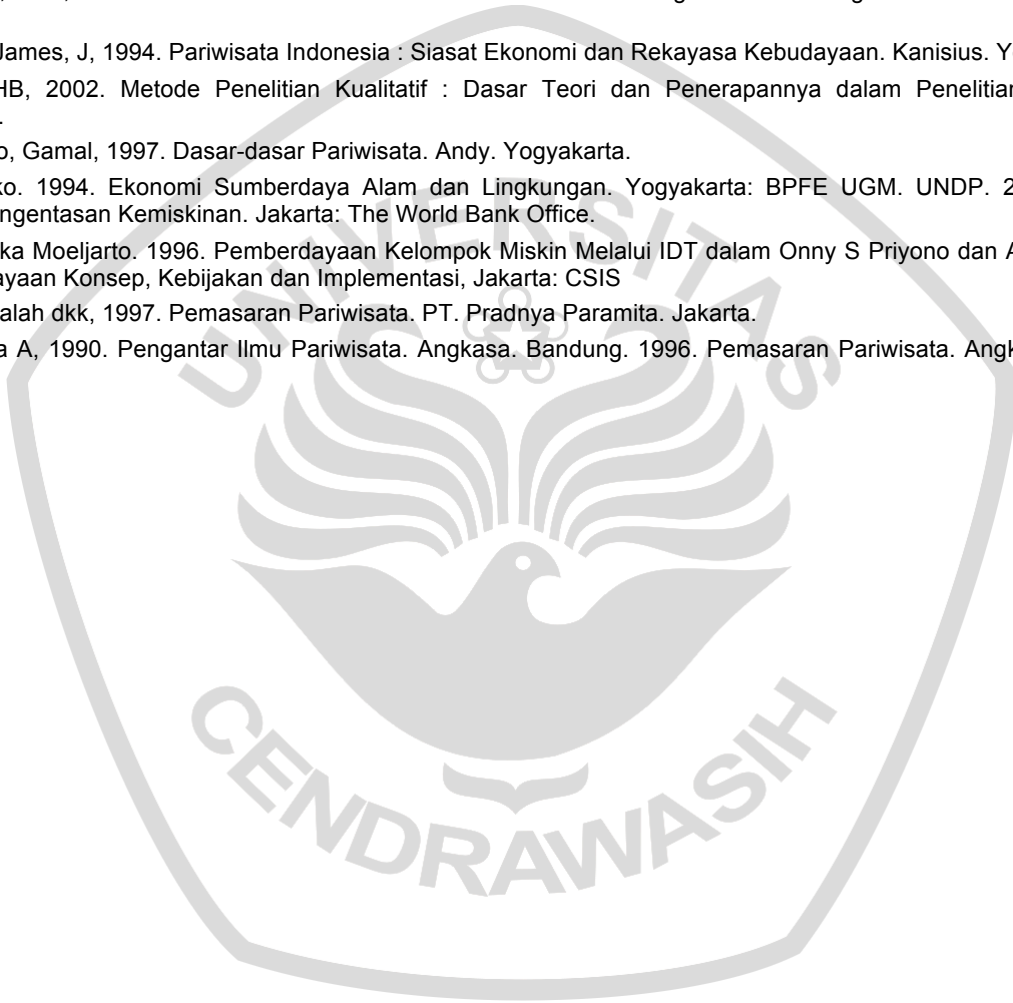 James, J, 1994. Pariwisata Indonesia : Siasat Ekonomi dan Rekayasa Kebudayaan. Kanisius. Y
HB, 2002. Metode Penelitian Kualitatif : Dasar Teori dan Penerapannya dalam Penelitian
.
o, Gamal, 1997. Dasar-dasar Pariwisata. Andy. Yogyakarta.
ko. 1994. Ekonomi Sumberdaya Alam dan Lingkungan. Yogyakarta: BPFE UGM. UNDP. 2
ngentasan Kemiskinan. Jakarta: The World Bank Office.
ka Moeljarto. 1996. Pemberdayaan Kelompok Miskin Melalui IDT dalam Onny S Priyono dan A
ayaan Konsep, Kebijakan dan Implementasi, Jakarta: CSIS
alah dkk, 1997. Pemasaran Pariwisata. PT. Pradnya Paramita. Jakarta.
a A, 1990. Pengantar Ilmu Pariwisata. Angkasa. Bandung. 1996. Pemasaran Pariwisata. Angk
UNIVERSITAS
CENDRAWASIH